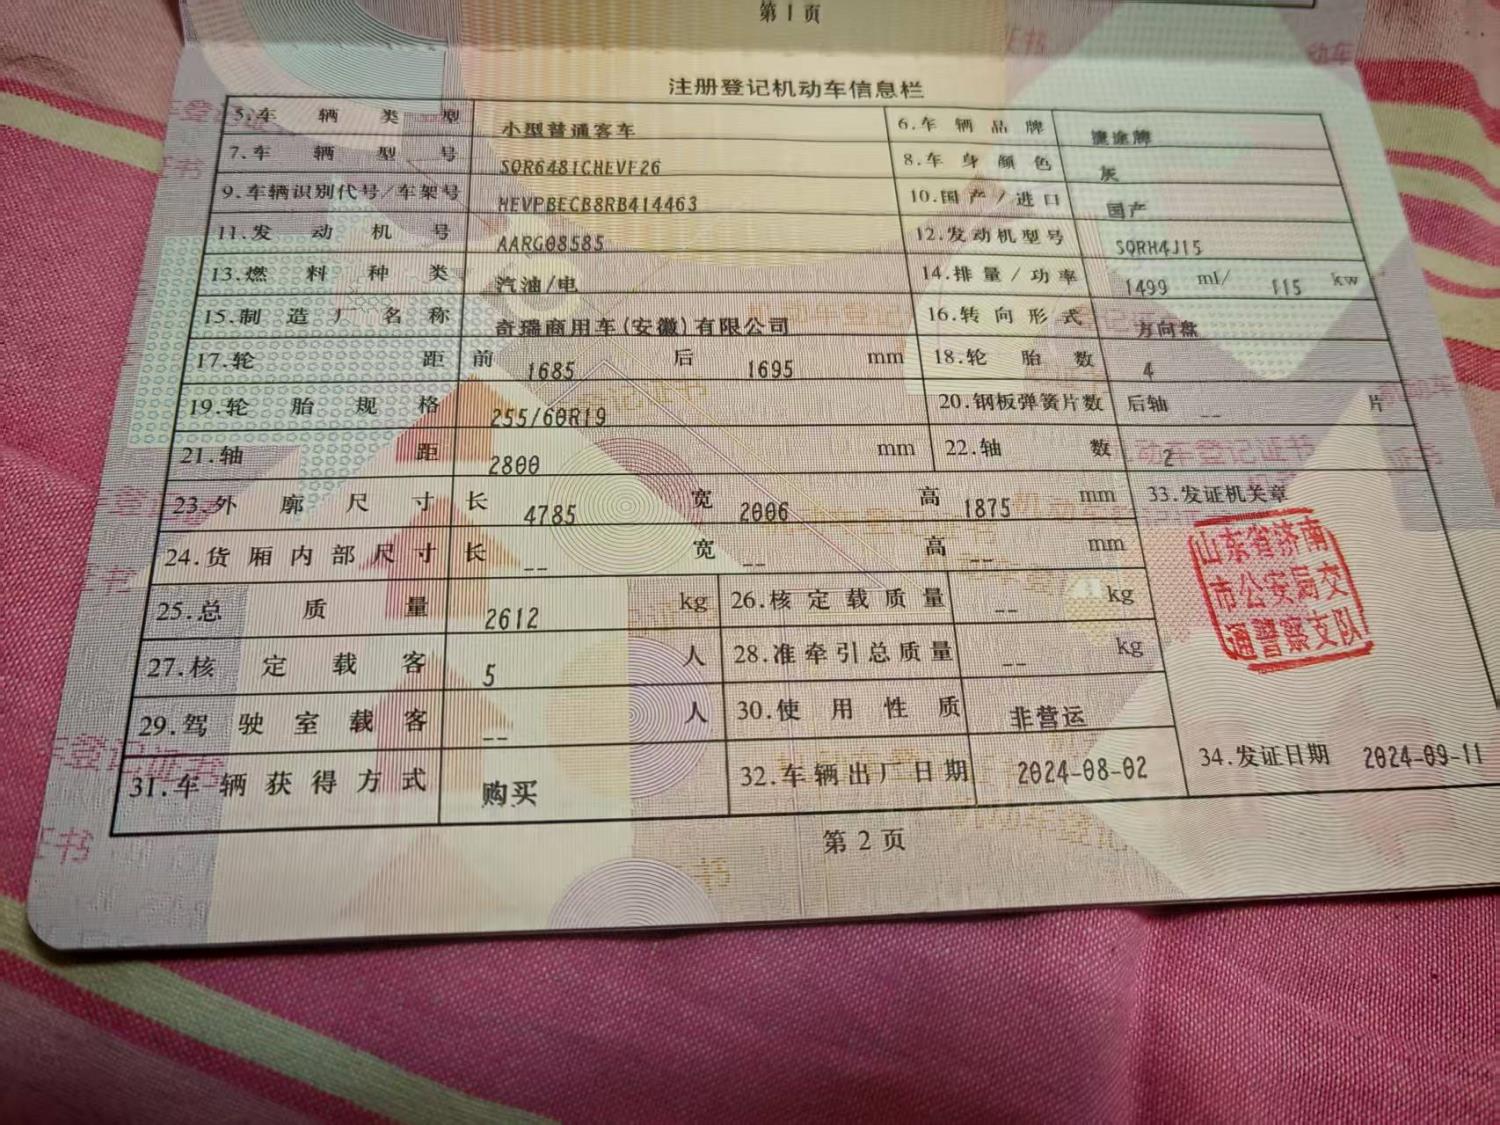 第1页
注册登记机动车信息栏
5.车辆类型 小型普通客车 6.车辆品牌 捷途牌
7.车辆型号 SQR6481CHEVF26 8.车身颜色 灰
9.车辆识别代号/车架号 HEVPBECB8RB414463 10.国产/进口 国产
11.发动机号 AARG08585 12.发动机型号 SQRH4J15
13.燃料种类 汽油/电 14.排量/功率 1499 ml/ 115 kw
15.制造厂名称 奇瑞商用车(安徽)有限公司 16.转向形式 方向盘
17.轮距 前 1685 后 1695 mm 18.轮胎数 4
19.轮胎规格 255/60R19 20.钢板弹簧片数 后轴 -- 片
21.轴距 2800 mm 22.轴数 2
23.外廓尺寸 长 4785 宽 2006 高 1875 mm 33.发证机关章
24.货厢内部尺寸 长 -- 宽 -- 高 -- mm
山东省济南
市公安局交
通警察支队
25.总质量 2612 kg 26.核定载质量 -- kg
27.核定载客 5 人 28.准牵引总质量 -- kg
29.驾驶室载客 -- 人 30.使用性质 非营运
31.车辆获得方式 购买 32.车辆出厂日期 2024-08-02 34.发证日期 2024-09-11
第2页